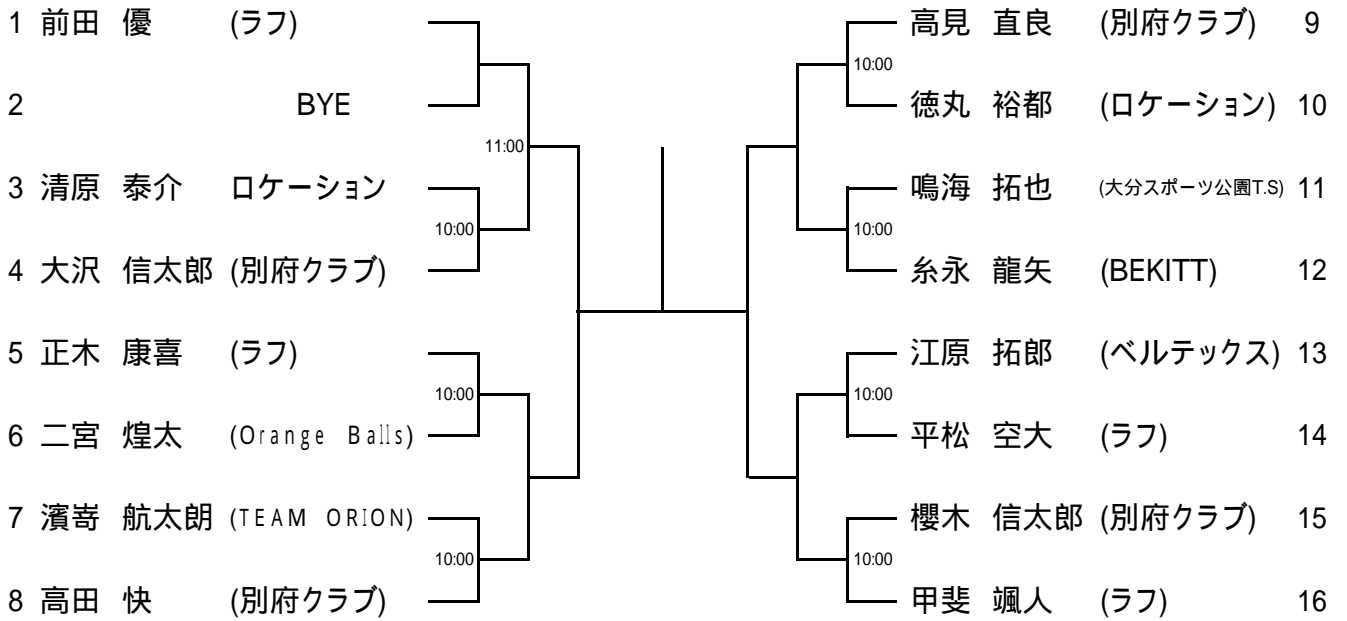 1 前田 優 (ラフ)
2 BYE
11:00
3 清原 泰介 ロケーション
10:00
4 大沢 信太郎 (別府クラブ)
5 正木 康喜 (ラフ)
10:00
6 二宮 煌太 (Orange Balls)
7 濱嵜 航太朗 (TEAM ORION)
10:00
8 高田 快 (別府クラブ)
高見 直良 (別府クラブ) 9
10:00
徳丸 裕都 (ロケーション) 10
鳴海 拓也 (大分スポーツ公園T.S) 11
10:00
糸永 龍矢 (BEKITT) 12
江原 拓郎 (ベルテックス) 13
10:00
平松 空大 (ラフ) 14
櫻木 信太郎 (別府クラブ) 15
10:00
甲斐 颯人 (ラフ) 16